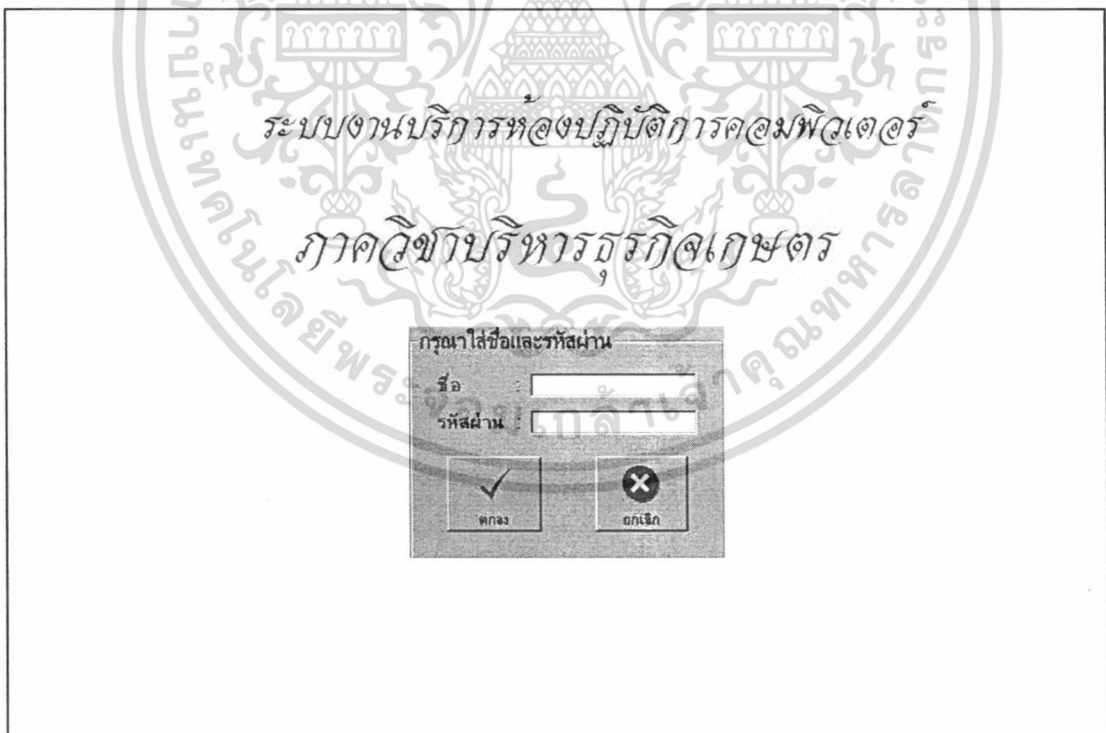 ระบบงานบริการห้องปฏิบัติการคอมพิวเตอร์
ภาควิชาบริหารธุรกิจเกษตร
กรุณาใส่ชื่อและรหัสผ่าน
ชื่อ :
รหัสผ่าน :
ตกลง
ยกเลิก